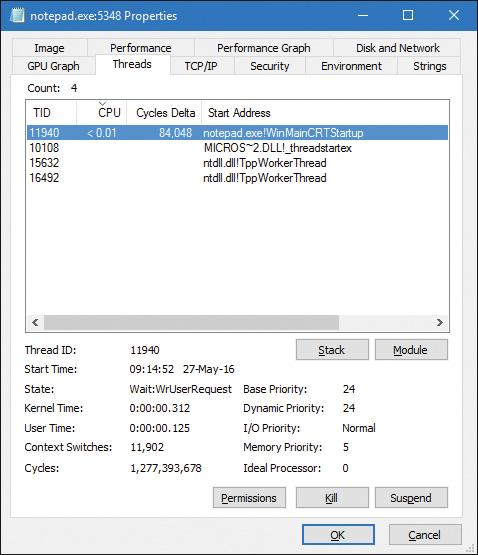 notepad.exe:5348 Properties
Image Performance Performance Graph Disk and Network
GPU Graph Threads TCP/IP Security Environment Strings
Count: 4
TID CPU Cycles Delta Start Address
11940 < 0.01 84,048 notepad.exe!WinMainCRTStartup
10108 MICROS~2.DLL!_threadstartex
15632 ntdll.dll!TppWorkerThread
16492 ntdll.dll!TppWorkerThread
Thread ID: 11940 Stack Module
Start Time: 09:14:52 27-May-16
State: Wait:WrUserRequest Base Priority: 24
Kernel Time: 0:00:00.312 Dynamic Priority: 24
User Time: 0:00:00.125 I/O Priority: Normal
Context Switches: 11,902 Memory Priority: 5
Cycles: 1,277,393,678 Ideal Processor: 0
Permissions Kill Suspend
OK Cancel